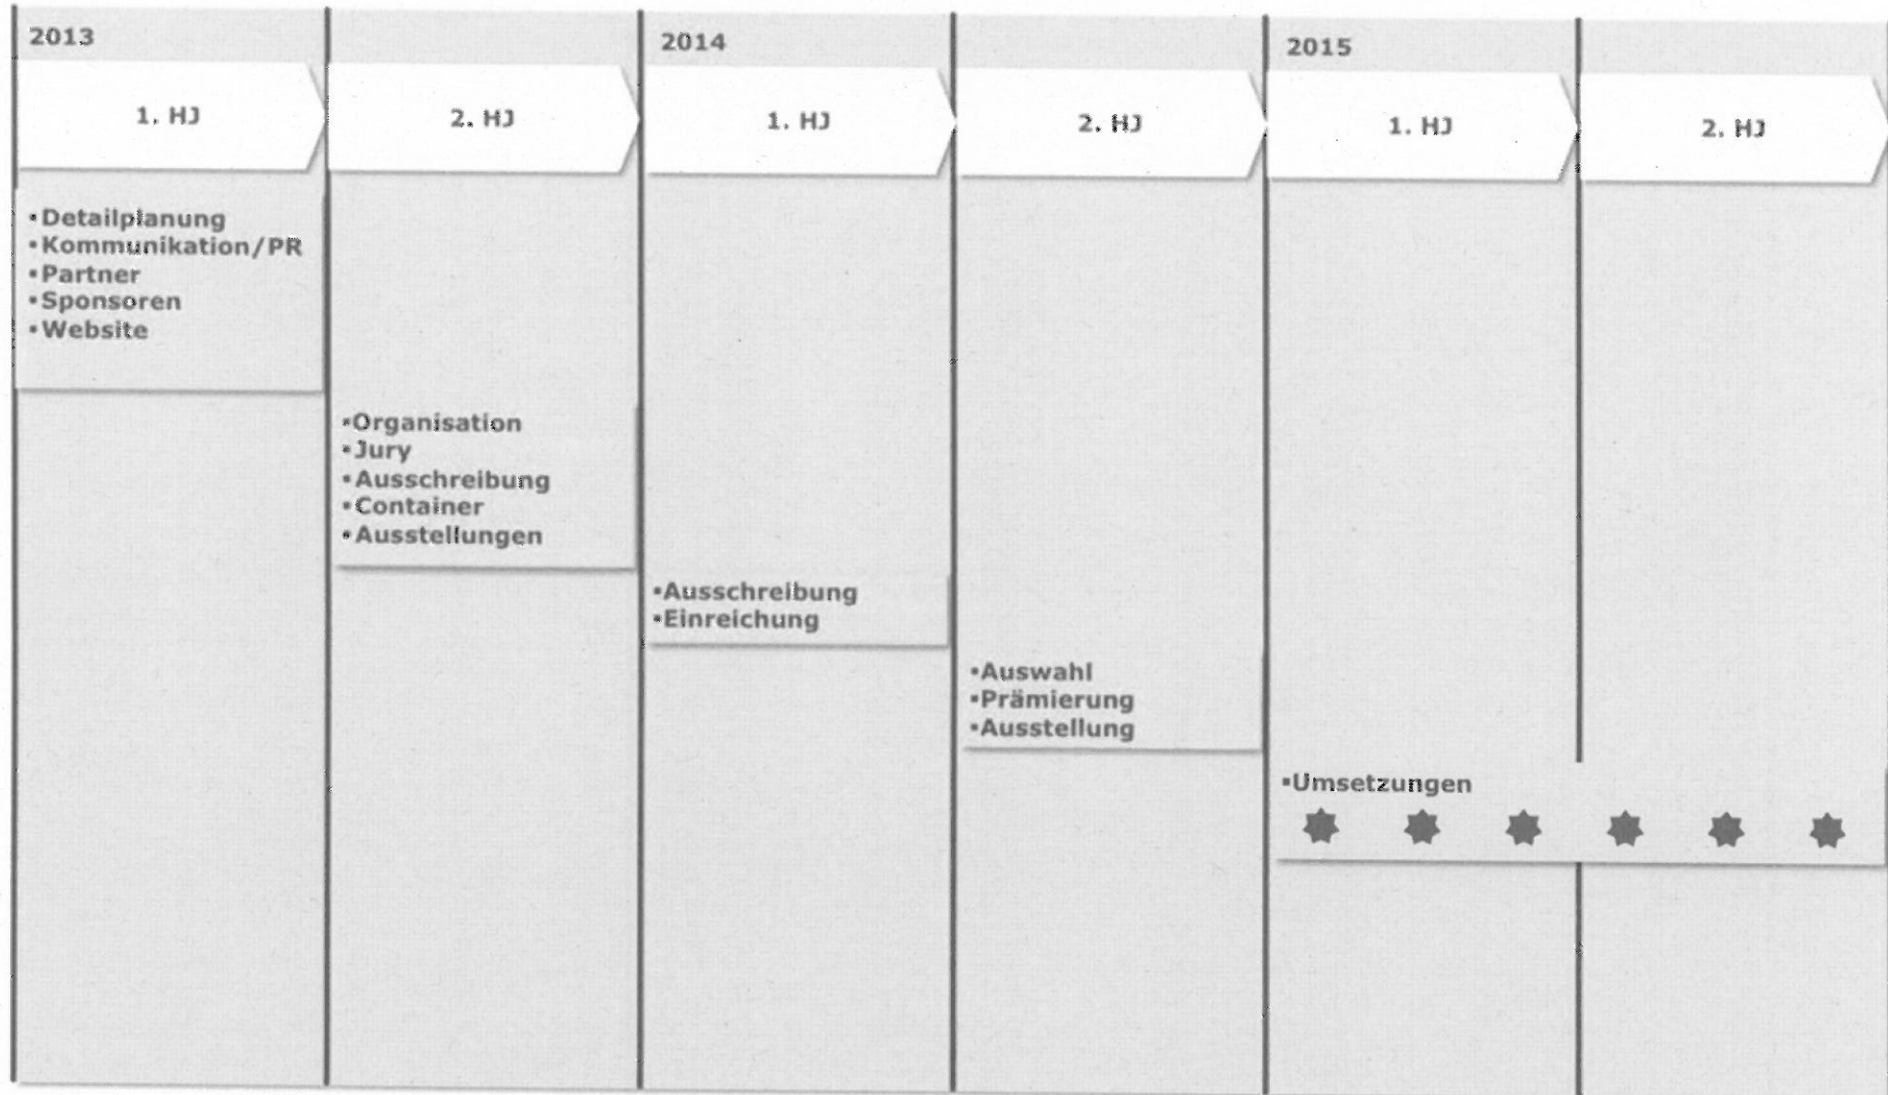 2013
2014
2015
1. HJ
2. HJ
1. HJ
2. HJ
1. HJ
2. HJ
▪Detailplanung
▪Kommunikation/PR
▪Partner
▪Sponsoren
▪Website
▪Organisation
▪Jury
▪Ausschreibung
▪Container
▪Ausstellungen
▪Ausschreibung
▪Einreichung
▪Auswahl
▪Prämierung
▪Ausstellung
▪Umsetzungen